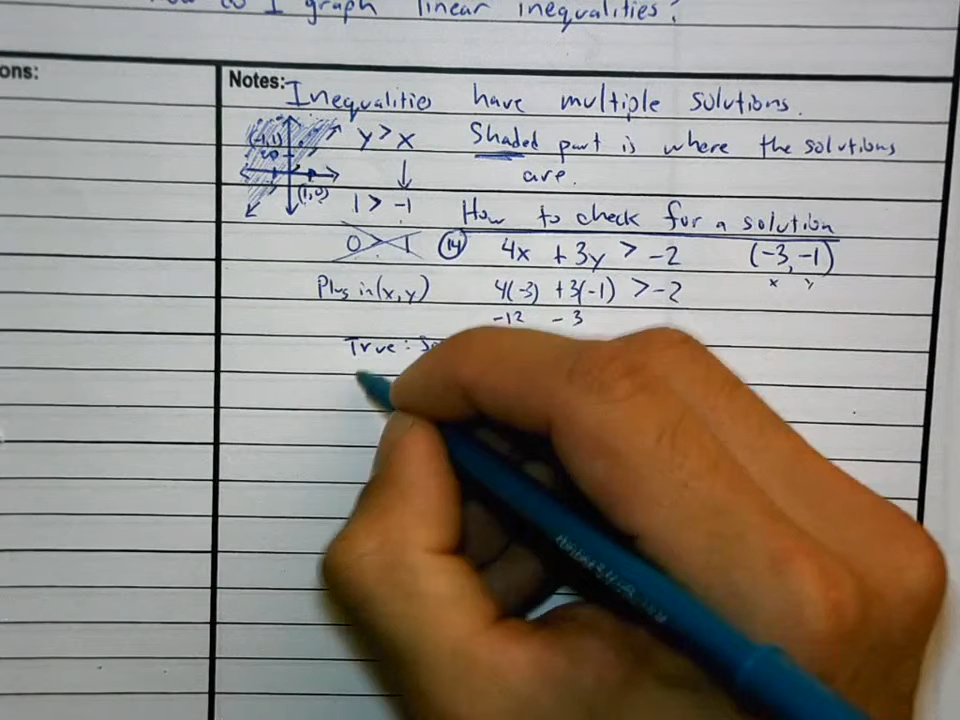 to I graph linear inequalities?
ons:
Notes: Inequalities have multiple solutions.
y > x Shaded part is where the solutions
are.
(1,0)
1 > -1 How to check for a solution
0 > 1 (14) 4x + 3y > -2 (-3, -1)
x y
Plug in (x,y) 4(-3) + 3(-1) > -2
-12 - 3
True: